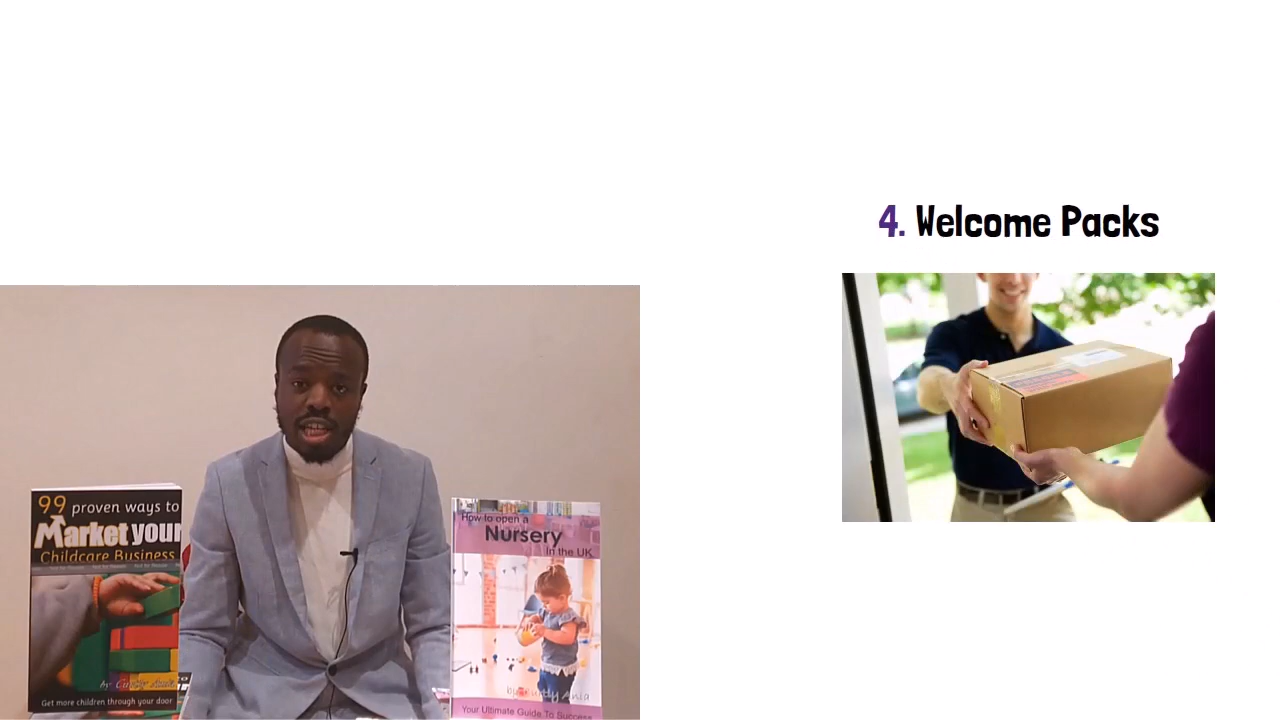 4. Welcome Packs
99 proven ways to
Market your
Childcare Business
Get more children through your door
How to open a
Nursery
in the UK
Your Ultimate Guide To Success